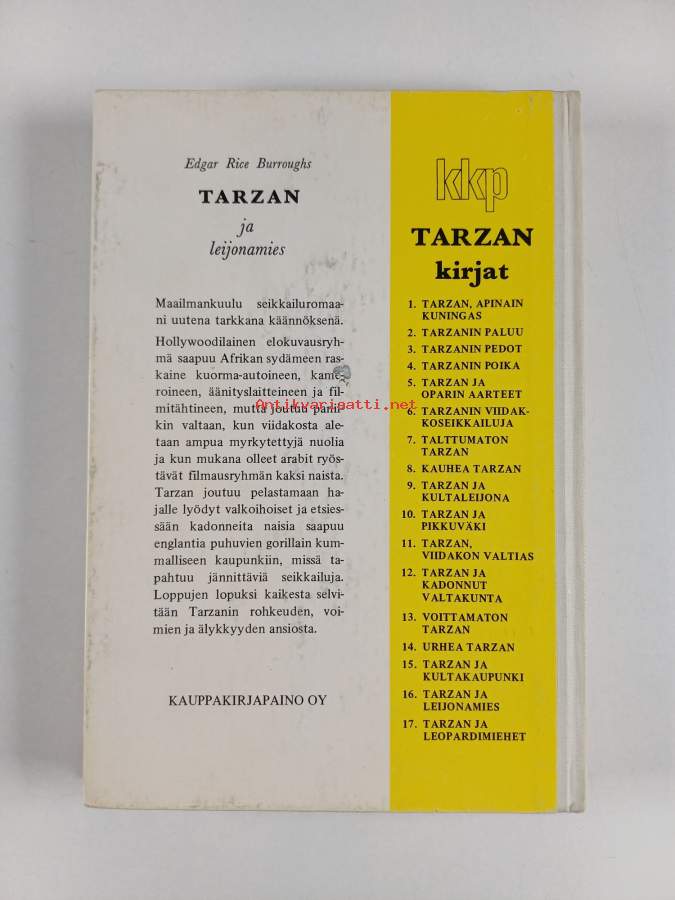 Edgar Rice Burroughs
TARZAN
ja
leijonamies
Maailmankuulu seikkailuromaa-
ni uutena tarkkana käännöksenä.
Hollywoodilainen elokuvausryh-
mä saapuu Afrikan sydämeen ras-
kaine kuorma-autoineen, kame-
roineen, äänityslaitteineen ja fil-
mitähtineen, mutta joutuu panii-
kin valtaan, kun viidakosta ale-
taan ampua myrkytettyjä nuolia
ja kun mukana olleet arabit ryös-
tävät filmausryhmän kaksi naista.
Tarzan joutuu pelastamaan ha-
jalle lyödyt valkoihoiset ja etsies-
sään kadonneita naisia saapuu
englantia puhuvien gorillain kum-
malliseen kaupunkiin, missä ta-
pahtuu jännittäviä seikkailuja.
Loppujen lopuksi kaikesta selvi-
tään Tarzanin rohkeuden, voi-
mien ja älykkyyden ansiosta.
KAUPPAKIRJAPAINO OY
kkp
TARZAN
kirjat
1. TARZAN, APINAIN
KUNINGAS
2. TARZANIN PALUU
3. TARZANIN PEDOT
4. TARZANIN POIKA
5. TARZAN JA
OPARIN AARTEET
6. TARZANIN VIIDAK-
KOSEIKKAILUJA
7. TALTTUMATON
TARZAN
8. KAUHEA TARZAN
9. TARZAN JA
KULTALEIJONA
10. TARZAN JA
PIKKUVÄKI
11. TARZAN,
VIIDAKON VALTIAS
12. TARZAN JA
KADONNUT
VALTAKUNTA
13. VOITTAMATON
TARZAN
14. URHEA TARZAN
15. TARZAN JA
KULTAKAUPUNKI
16. TARZAN JA
LEIJONAMIES
17. TARZAN JA
LEOPARDIMIEHET
Antikvariaatti.net